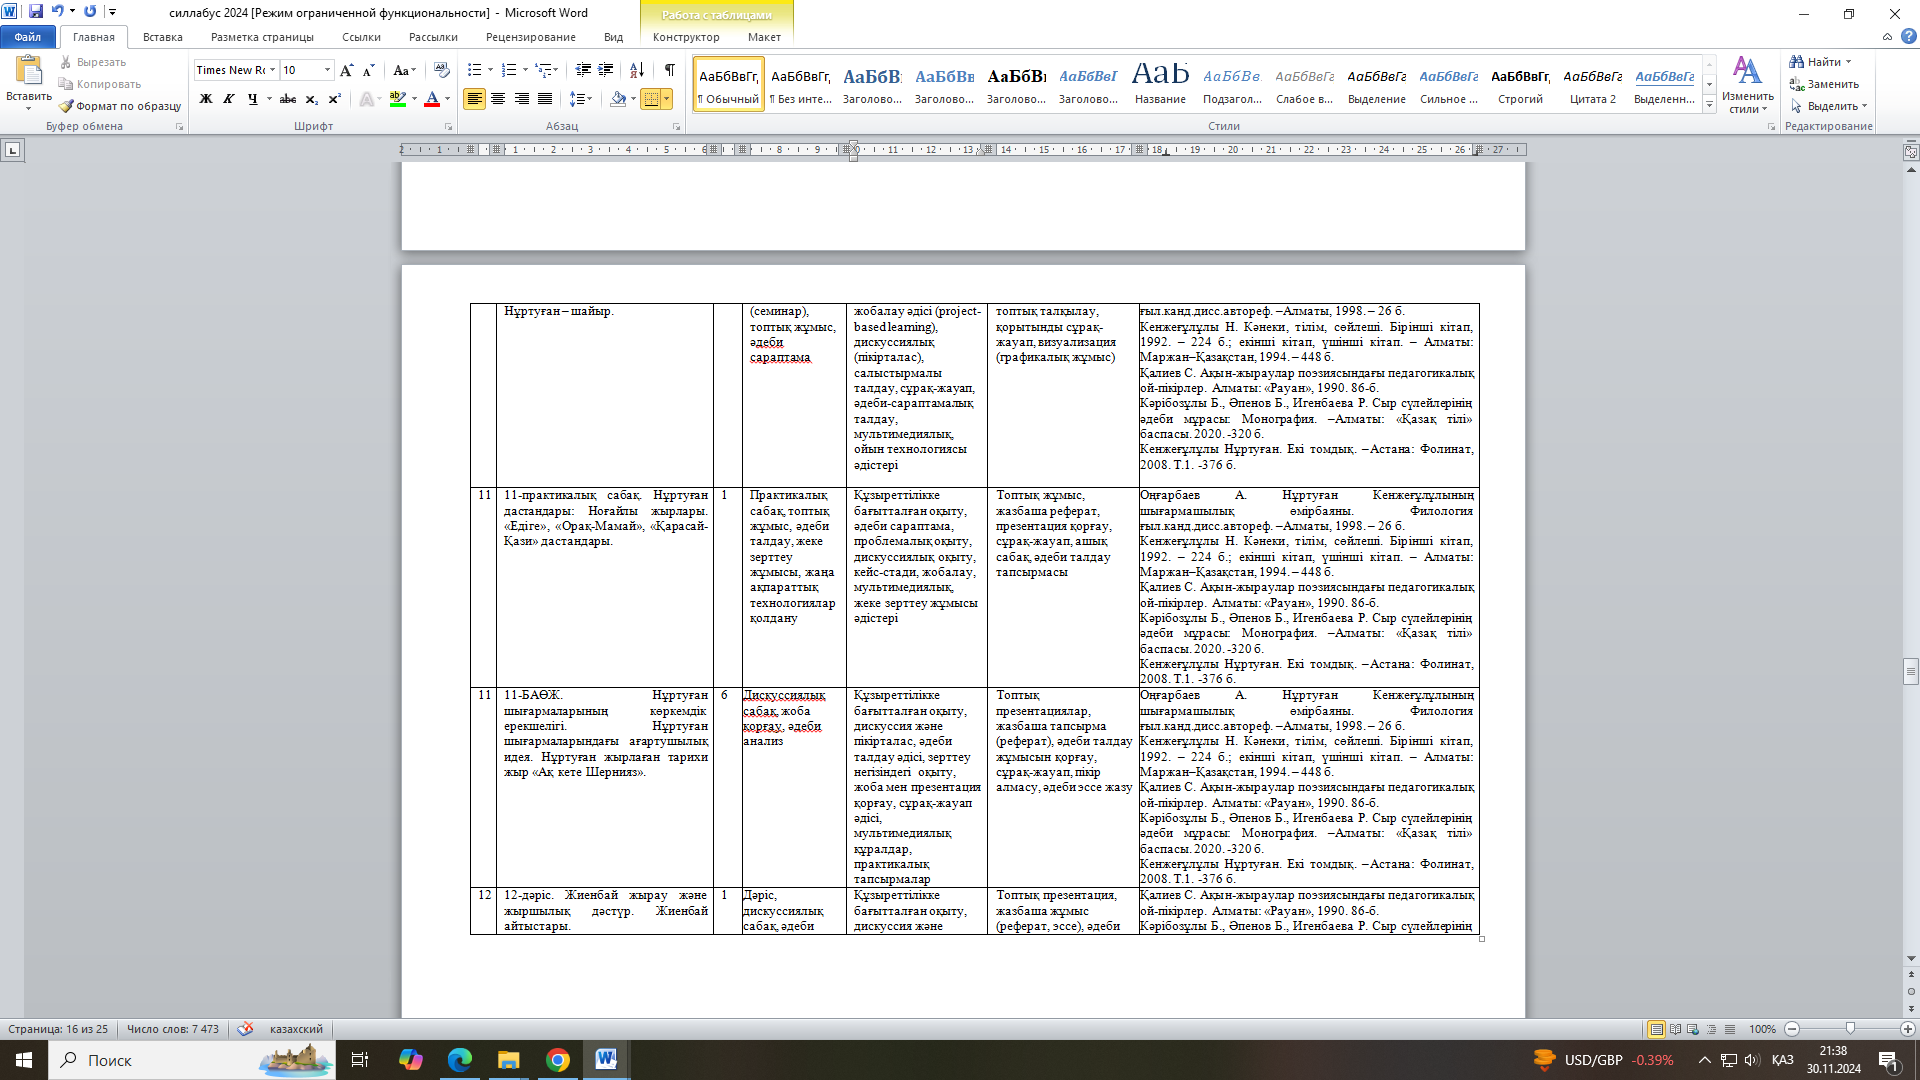 силлабус 2024 [Режим ограниченной функциональности] - Microsoft Word
Работа с таблицами
Файл Главная Вставка Разметка страницы Ссылки Рассылки Рецензирование Вид Конструктор Макет
Вставить
Вырезать
Копировать
Формат по образцу
Буфер обмена
Times New Rc 10
Шрифт
Абзац
АаБбВвГг, АаБбВвГг, АаБбВ АаБбВв АаБбВ АаБбВвГ АаБ АаБбВв. АаБбВвГг АаБбВвГг АаБбВвГг АаБбВвГг АаБбВвГг АаБбВвГг
¶ Обычный ¶ Без инте... Заголово... Заголово... Заголово... Заголово... Название Подзагол... Слабое в... Выделение Сильное ... Строгий Цитата 2 Выделенн...
Стили
Изменить стили
Найти
Заменить
Выделить
Редактирование
Нұртуған – шайыр.
(семинар),
топтық жұмыс,
әдеби
сараптама
жобалау әдісі (project-
based learning),
дискуссиялық
(пікірталас),
салыстырмалы
талдау, сұрақ-жауап,
әдеби-сараптамалық
талдау,
мультимедиялық,
ойын технологиясы
әдістері
топтық талқылау,
қорытынды сұрақ-
жауап, визуализация
(графикалық жұмыс)
ғыл.канд.дисс.автореф. –Алматы, 1998. – 26 б.
Кенжеғұлұлы Н. Кәнеки, тілім, сөйлеші. Бірінші кітап,
1992. – 224 б.; екінші кітап, үшінші кітап. – Алматы:
Маржан–Қазақстан, 1994. – 448 б.
Қалиев С. Ақын-жыраулар поэзиясындағы педагогикалық
ой-пікірлер. Алматы: «Рауан», 1990. 86-б.
Кәрібозұлы Б., Әпенов Б., Игенбаева Р. Сыр сүлейлерінің
әдеби мұрасы: Монография. –Алматы: «Қазақ тілі»
баспасы. 2020. -320 б.
Кенжеғұлұлы Нұртуған. Екі томдық. –Астана: Фолинат,
2008. Т.1. -376 б.
11
11-практикалық сабақ. Нұртуған
дастандары: Ноғайлы жырлары.
«Едіге», «Орақ-Мамай», «Қарасай-
Қази» дастандары.
1
Практикалық
сабақ, топтық
жұмыс, әдеби
талдау, жеке
зерттеу
жұмысы, жаңа
ақпараттық
технологиялар
қолдану
Құзыреттілікке
бағытталған оқыту,
әдеби сараптама,
проблемалық оқыту,
дискуссиялық оқыту,
кейс-стади, жобалау,
мультимедиялық,
жеке зерттеу жұмысы
әдістері
Топтық жұмыс,
жазбаша реферат,
презентация қорғау,
сұрақ-жауап, ашық
сабақ, әдеби талдау
тапсырмасы
Оңғарбаев А. Нұртуған Кенжеғұлұлының
шығармашылық өмірбаяны. Филология
ғыл.канд.дисс.автореф. –Алматы, 1998. – 26 б.
Кенжеғұлұлы Н. Кәнеки, тілім, сөйлеші. Бірінші кітап,
1992. – 224 б.; екінші кітап, үшінші кітап. – Алматы:
Маржан–Қазақстан, 1994. – 448 б.
Қалиев С. Ақын-жыраулар поэзиясындағы педагогикалық
ой-пікірлер. Алматы: «Рауан», 1990. 86-б.
Кәрібозұлы Б., Әпенов Б., Игенбаева Р. Сыр сүлейлерінің
әдеби мұрасы: Монография. –Алматы: «Қазақ тілі»
баспасы. 2020. -320 б.
Кенжеғұлұлы Нұртуған. Екі томдық. –Астана: Фолинат,
2008. Т.1. -376 б.
11
11-БАӨЖ. Нұртуған
шығармаларының көркемдік
ерекшелігі. Нұртуған
шығармаларындағы ағартушылық
идея. Нұртуған жырлаған тарихи
жыр «Ақ кете Шернияз».
6
Дискуссиялық
сабақ, жоба
қорғау, әдеби
анализ
Құзыреттілікке
бағытталған оқыту,
дискуссия және
пікірталас, әдеби
талдау әдісі, зерттеу
негізіндегі оқыту,
жоба мен презентация
қорғау, сұрақ-жауап
әдісі,
мультимедиялық
құралдар,
практикалық
тапсырмалар
Топтық
презентациялар,
жазбаша тапсырма
(реферат), әдеби талдау
жұмысын қорғау,
сұрақ-жауап, пікір
алмасу, әдеби эссе жазу
Оңғарбаев А. Нұртуған Кенжеғұлұлының
шығармашылық өмірбаяны. Филология
ғыл.канд.дисс.автореф. –Алматы, 1998. – 26 б.
Кенжеғұлұлы Н. Кәнеки, тілім, сөйлеші. Бірінші кітап,
1992. – 224 б.; екінші кітап, үшінші кітап. – Алматы:
Маржан–Қазақстан, 1994. – 448 б.
Қалиев С. Ақын-жыраулар поэзиясындағы педагогикалық
ой-пікірлер. Алматы: «Рауан», 1990. 86-б.
Кәрібозұлы Б., Әпенов Б., Игенбаева Р. Сыр сүлейлерінің
әдеби мұрасы: Монография. –Алматы: «Қазақ тілі»
баспасы. 2020. -320 б.
Кенжеғұлұлы Нұртуған. Екі томдық. –Астана: Фолинат,
2008. Т.1. -376 б.
12
12-дәріс. Жиенбай жырау және
жыршылық дәстүр. Жиенбай
айтыстары.
1
Дәріс,
дискуссиялық
сабақ, әдеби
Құзыреттілікке
бағытталған оқыту,
дискуссия және
Топтық презентация,
жазбаша жұмыс
(реферат, эссе), әдеби
Қалиев С. Ақын-жыраулар поэзиясындағы педагогикалық
ой-пікірлер. Алматы: «Рауан», 1990. 86-б.
Кәрібозұлы Б., Әпенов Б., Игенбаева Р. Сыр сүлейлерінің
Страница: 16 из 25 Число слов: 7 473 казахский 100%
Поиск
USD/GBP -0.39%
ҚАЗ
21:38
30.11.2024